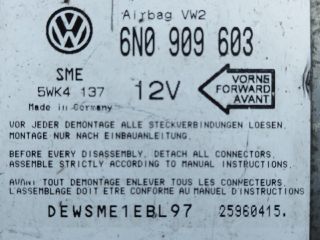 Airbag VW2
6N0 909 603
SME
5WK4 137
12V
VORNE
FORWARD
AVANT
Made in Germany
VOR JEDER DEMONTAGE ALLE STECKVERBINDUNGEN LOESEN,
MONTAGE NUR NACH EINBAUANLEITUNG.
BEFORE EVERY DISASSEMBLY, DETACH ALL CONNECTORS,
ASSEMBLE STRICTLY ACCORDING TO MANUAL INSTRUCTIONS.
AVANT TOUT DEMONTAGE ENLEVER TOUS LES CONNECTEURS,
L'ASSEMBLAGE DOIT ETRE CONFORME AU MANUEL D'INSTRUCTIONS
DEWSME1EBL97 25960415.